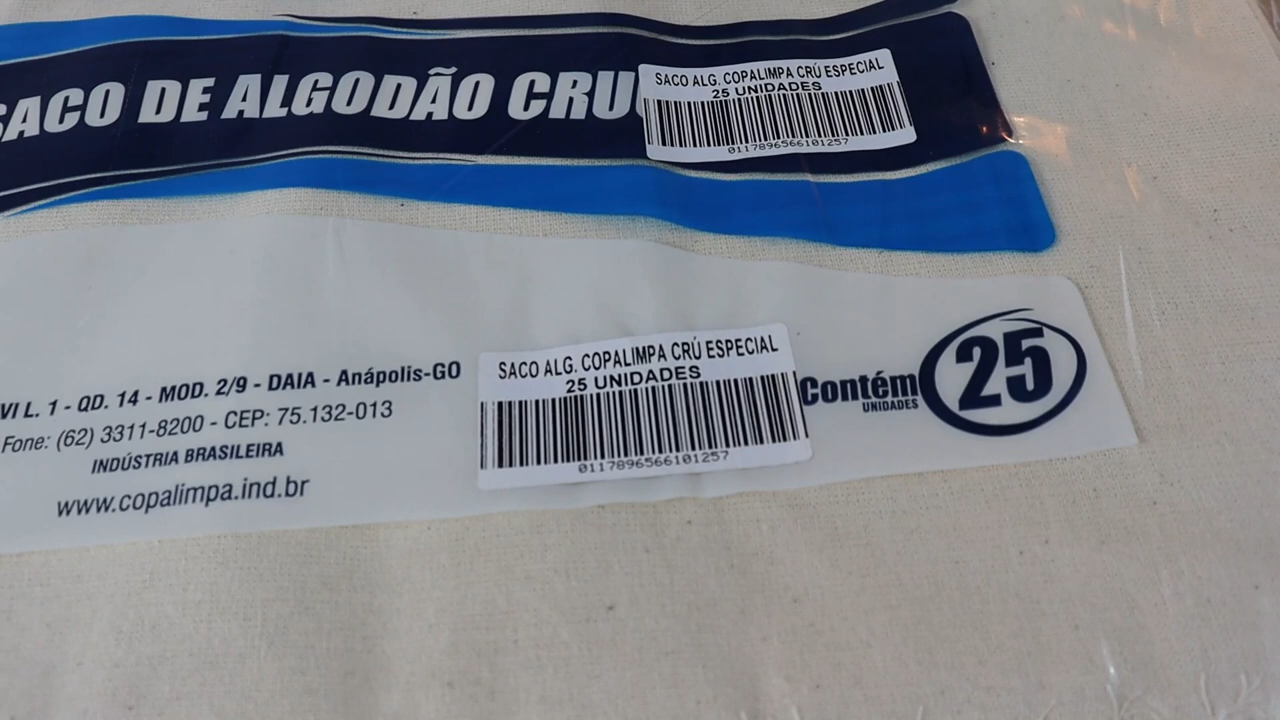 SACO DE ALGODÃO CRU
SACO ALG. COPALIMPA CRÚ ESPECIAL
25 UNIDADES
0117896566101257
VI L. 1 - QD. 14 - MOD. 2/9 - DAIA - Anápolis-GO
Fone: (62) 3311-8200 - CEP: 75.132-013
INDÚSTRIA BRASILEIRA
www.copalimpa.ind.br
SACO ALG. COPALIMPA CRÚ ESPECIAL
25 UNIDADES
0117896566101257
Contém
UNIDADES
25